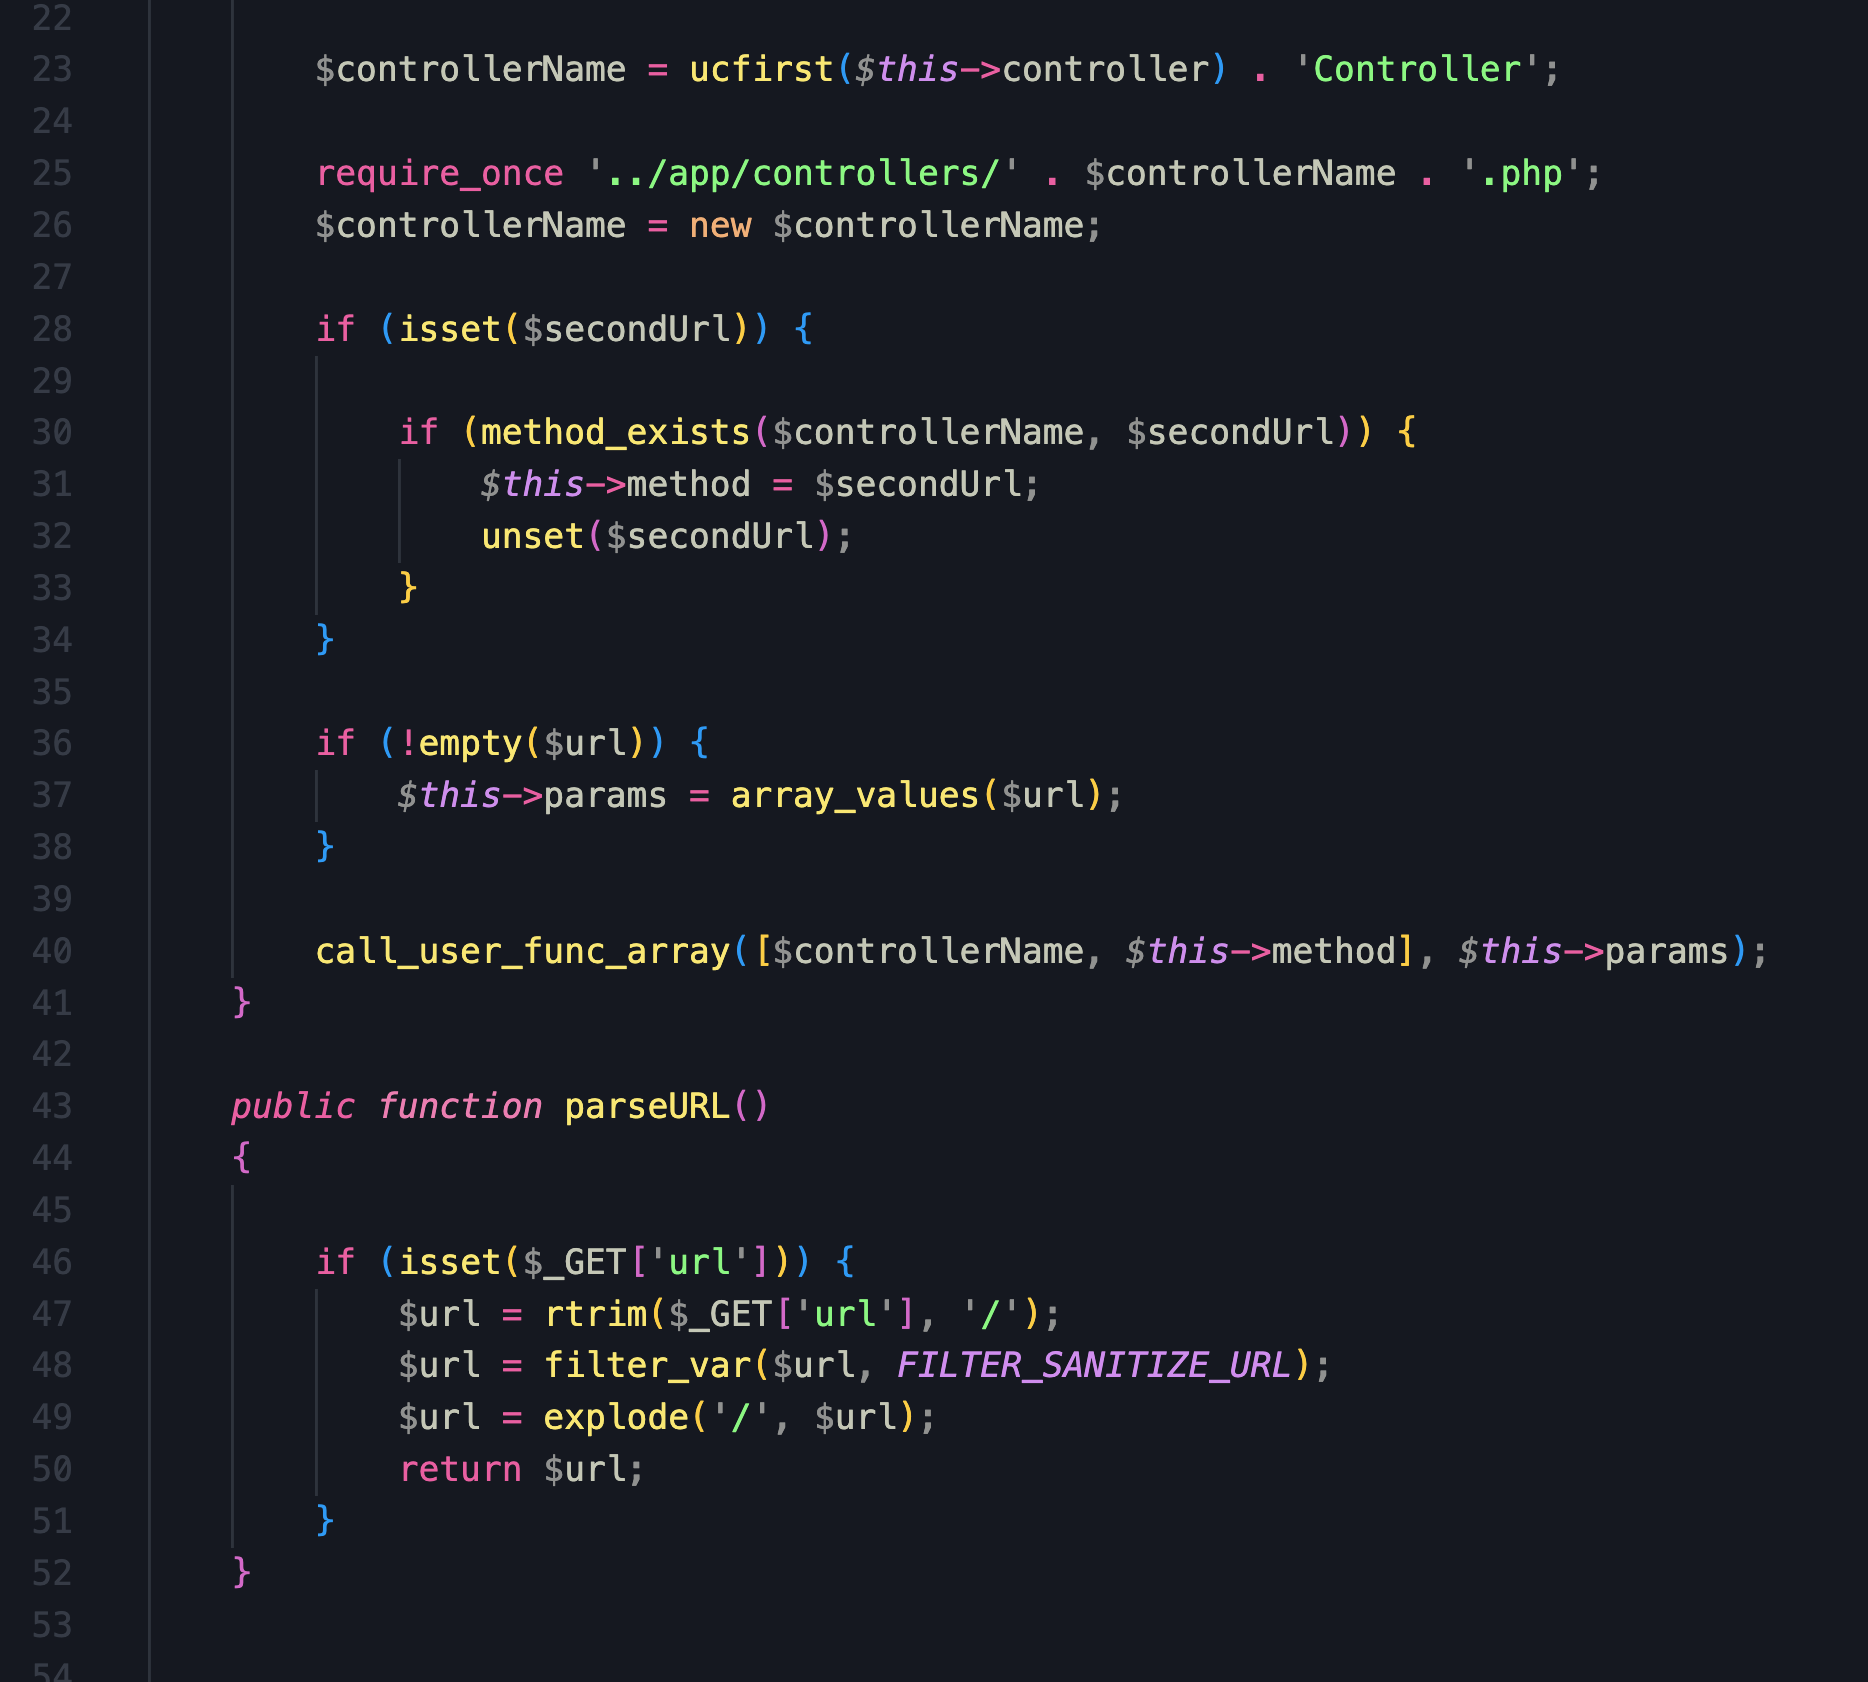 22
23 $controllerName = ucfirst($this->controller) . 'Controller';
24
25 require_once '../app/controllers/' . $controllerName . '.php';
26 $controllerName = new $controllerName;
27
28 if (isset($secondUrl)) {
29
30 if (method_exists($controllerName, $secondUrl)) {
31 $this->method = $secondUrl;
32 unset($secondUrl);
33 }
34 }
35
36 if (!empty($url)) {
37 $this->params = array_values($url);
38 }
39
40 call_user_func_array([$controllerName, $this->method], $this->params);
41 }
42
43 public function parseURL()
44 {
45
46 if (isset($_GET['url'])) {
47 $url = rtrim($_GET['url'], '/');
48 $url = filter_var($url, FILTER_SANITIZE_URL);
49 $url = explode('/', $url);
50 return $url;
51 }
52 }
53
54